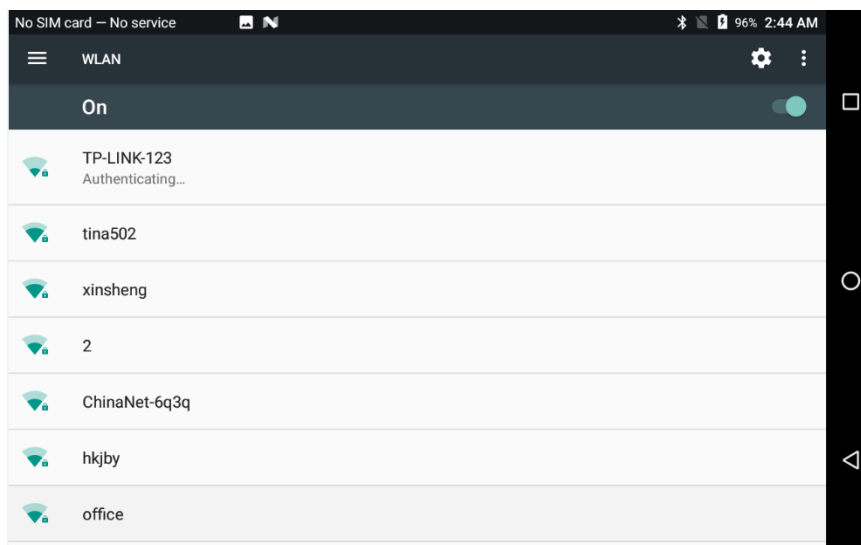 No SIM card — No service 96% 2:44 AM
WLAN
On
TP-LINK-123
Authenticating...
tina502
xinsheng
2
ChinaNet-6q3q
hkjby
office